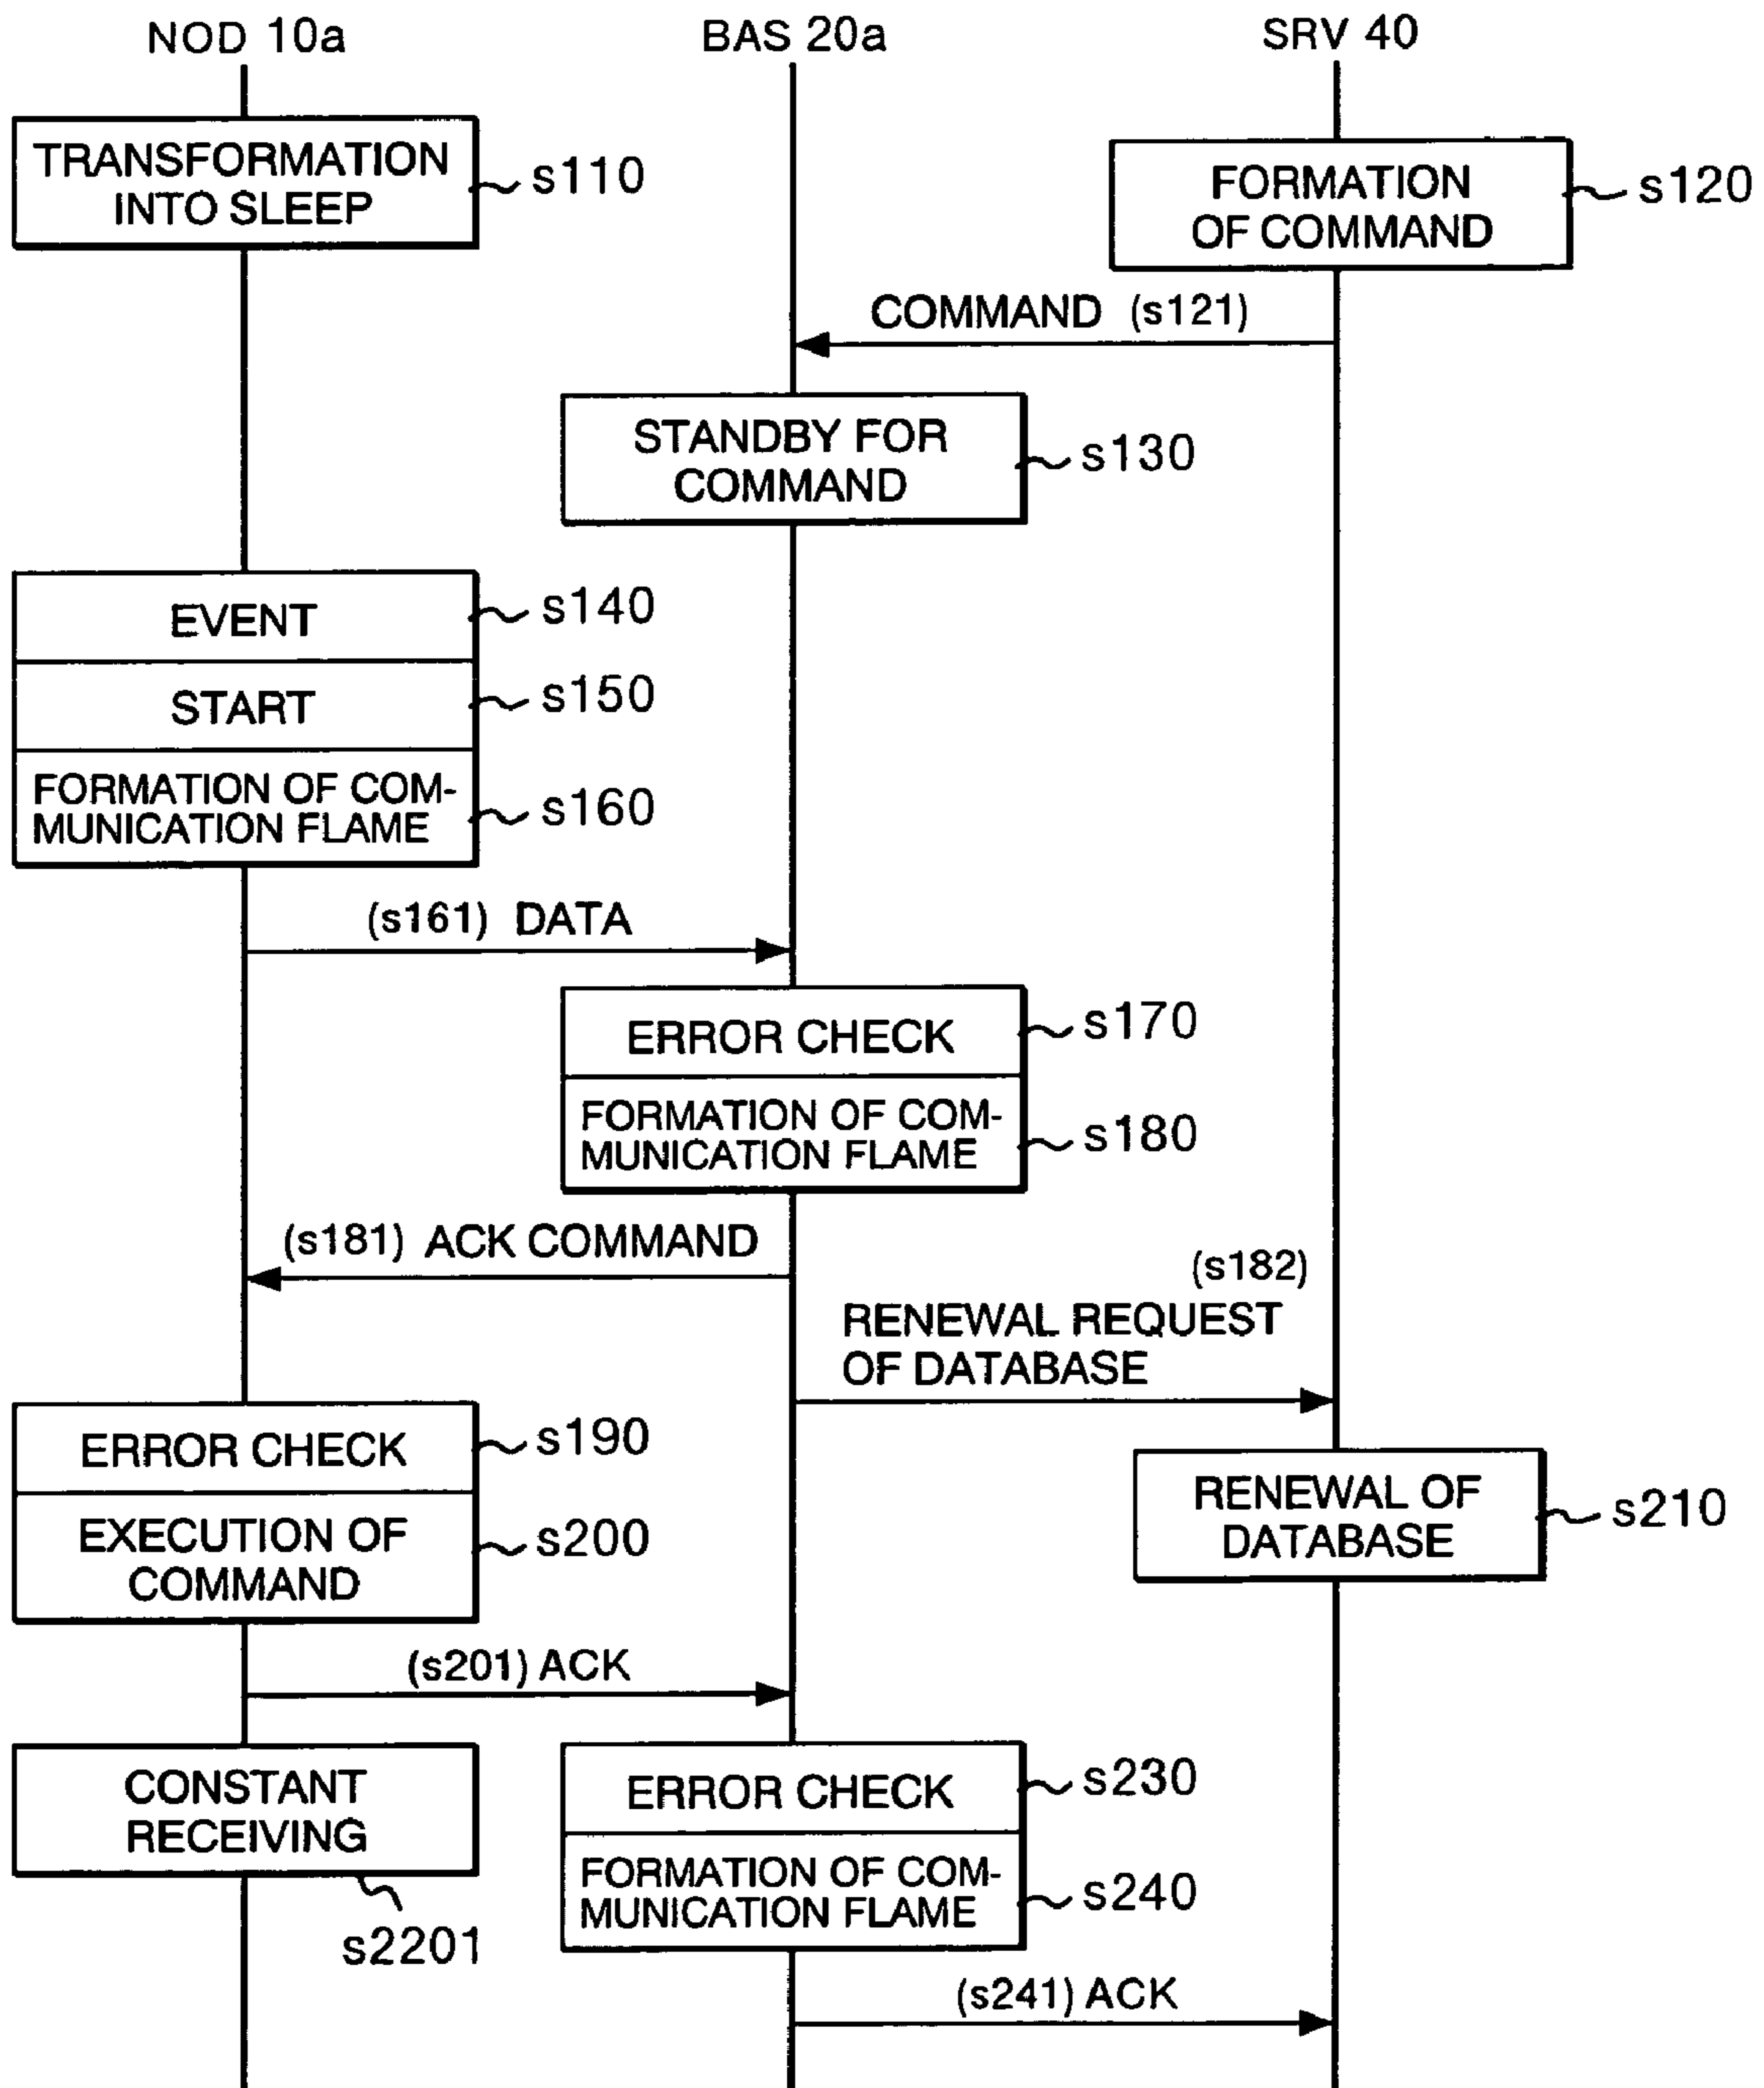 NOD 10a
BAS 20a
SRV 40
TRANSFORMATION
INTO SLEEP
s110
FORMATION
OF COMMAND
s120
COMMAND (s121)
STANDBY FOR
COMMAND
s130
EVENT
s140
START
s150
FORMATION OF COM-
MUNICATION FLAME
s160
(s161) DATA
ERROR CHECK
s170
FORMATION OF COM-
MUNICATION FLAME
s180
(s181) ACK COMMAND
(s182)
RENEWAL REQUEST
OF DATABASE
ERROR CHECK
s190
EXECUTION OF
COMMAND
s200
RENEWAL OF
DATABASE
s210
(s201) ACK
CONSTANT
RECEIVING
s2201
ERROR CHECK
s230
FORMATION OF COM-
MUNICATION FLAME
s240
(s241) ACK